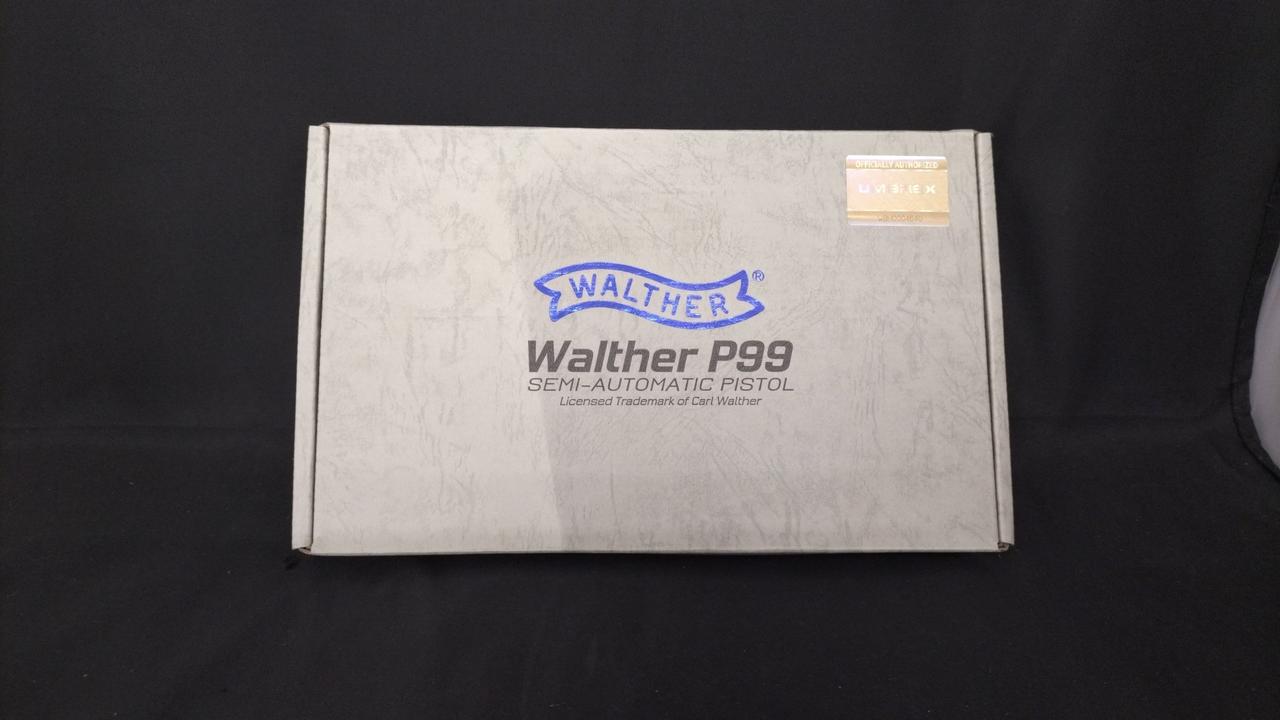 OFFICIALLY AUTHORIZED
UMAREX
WALTHER®
Walther P99
SEMI-AUTOMATIC PISTOL
Licensed Trademark of Carl Walther